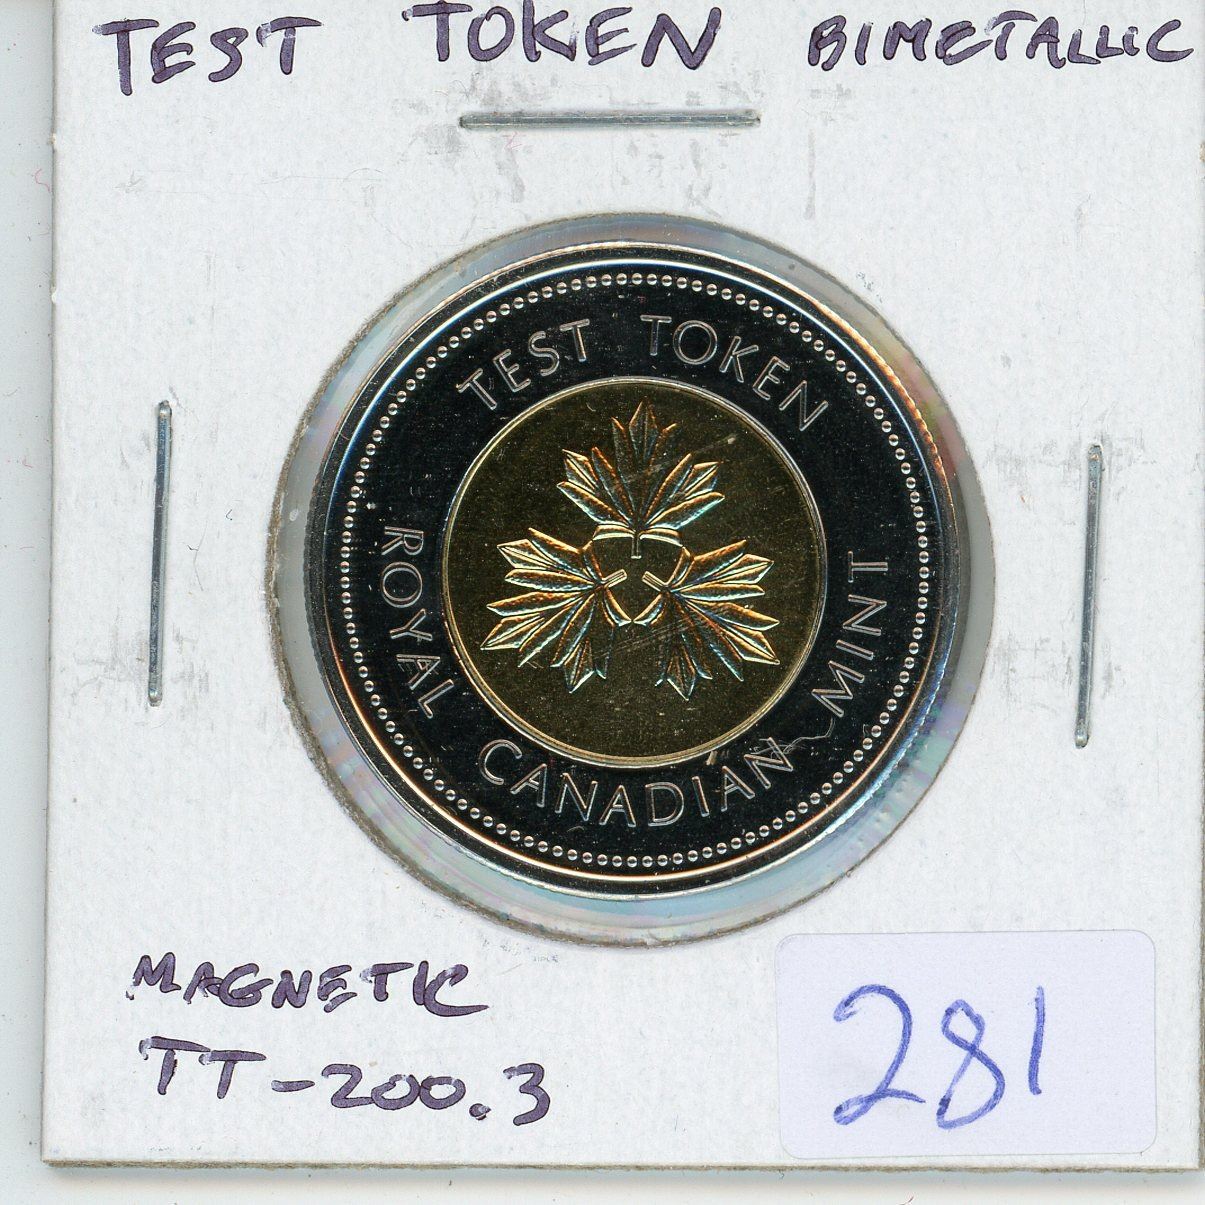 TEST TOKEN BIMETALLIC
TEST TOKEN
ROYAL CANADIAN MINT
MAGNETIC
TT-200.3
281